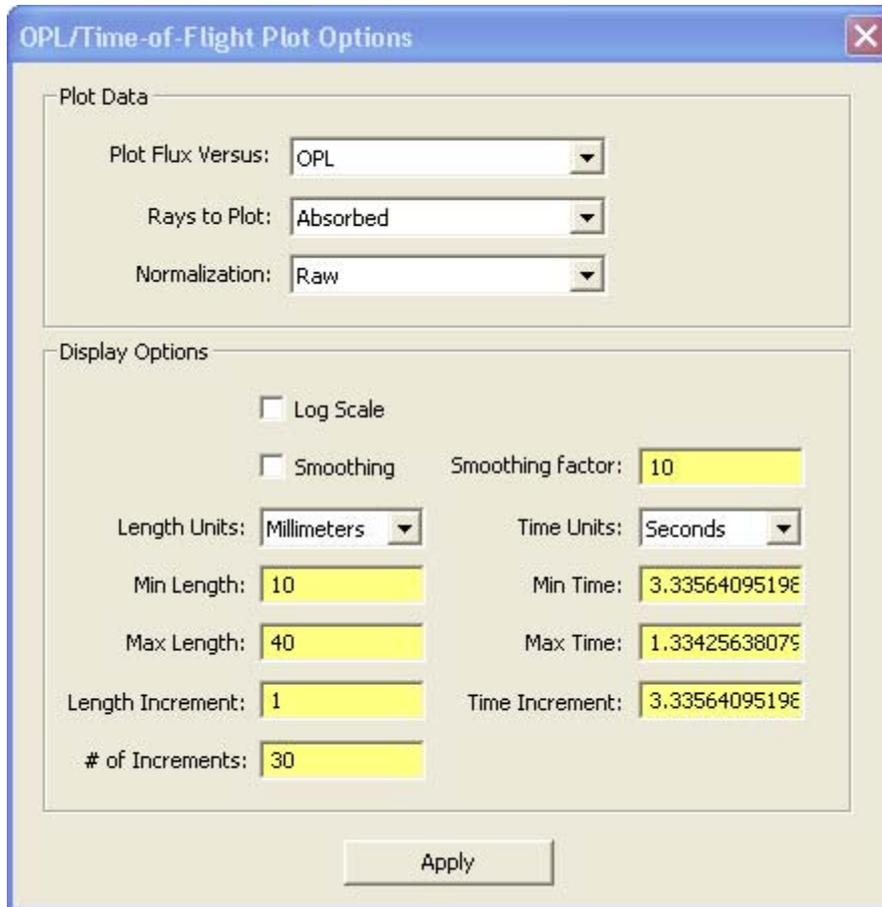 OPL/Time-of-Flight Plot Options
Plot Data
Plot Flux Versus: OPL
Rays to Plot: Absorbed
Normalization: Raw
Display Options
Log Scale
Smoothing Smoothing factor: 10
Length Units: Millimeters Time Units: Seconds
Min Length: 10 Min Time: 3.33564095198
Max Length: 40 Max Time: 1.33425638079
Length Increment: 1 Time Increment: 3.33564095198
# of Increments: 30
Apply